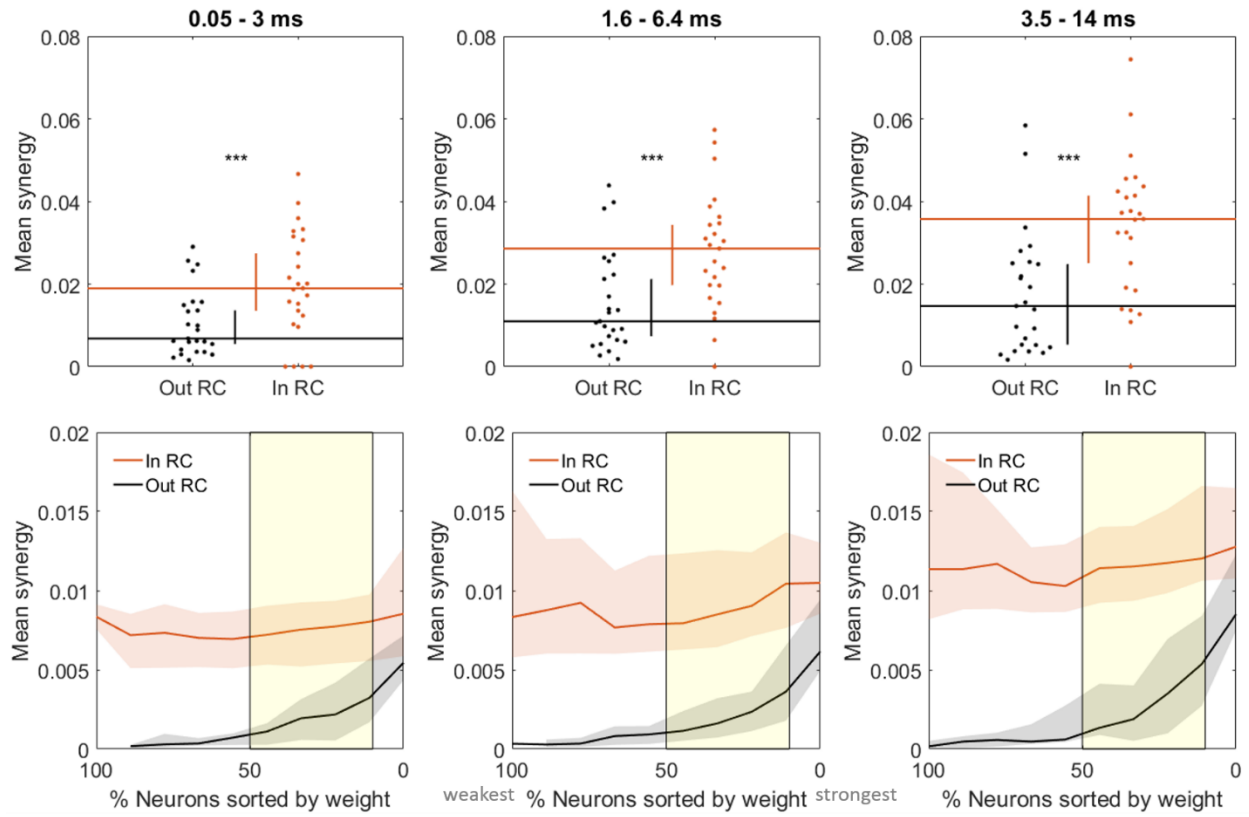 0.05 - 3 ms
1.6 - 6.4 ms
3.5 - 14 ms
Mean synergy
0.08
0.06
0.04
0.02
0
***
Out RC
In RC
Mean synergy
0.08
0.06
0.04
0.02
0
***
Out RC
In RC
Mean synergy
0.08
0.06
0.04
0.02
0
***
Out RC
In RC
Mean synergy
0.02
0.015
0.01
0.005
0
In RC
Out RC
100
50
0
% Neurons sorted by weight
Mean synergy
0.02
0.015
0.01
0.005
0
In RC
Out RC
100
50
0
weakest
% Neurons sorted by weight
strongest
Mean synergy
0.02
0.015
0.01
0.005
0
In RC
Out RC
100
50
0
% Neurons sorted by weight